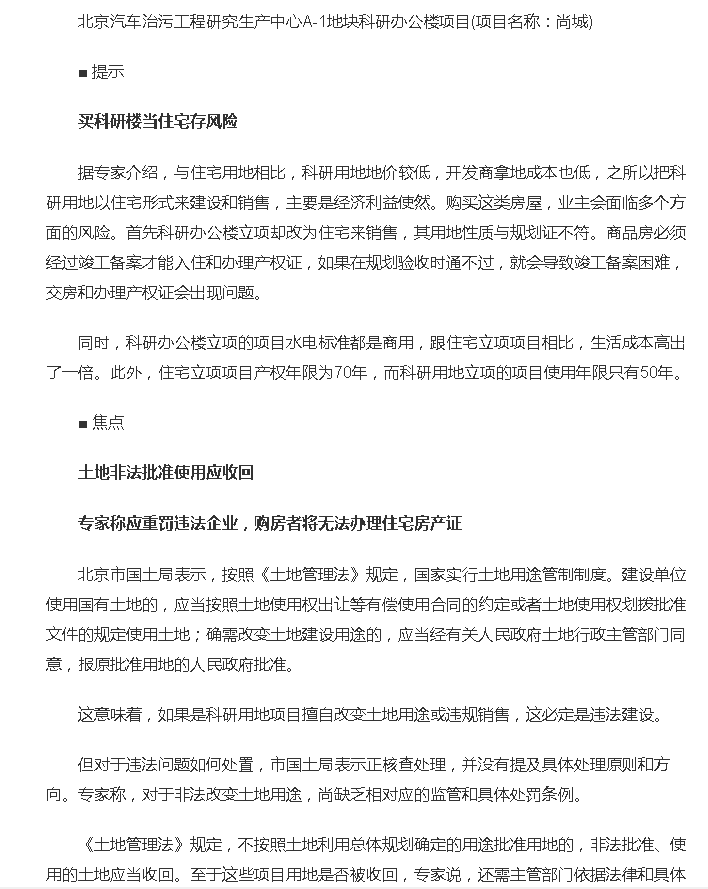 北京汽车治污工程研究生产中心A-1地块科研办公楼项目(项目名称：尚城)
■ 提示
买科研楼当住宅存风险
据专家介绍，与住宅用地相比，科研用地地价较低，开发商拿地成本也低，之所以把科
研用地以住宅形式来建设和销售，主要是经济利益使然。购买这类房屋，业主会面临多个方
面的风险。首先科研办公楼立项却改为住宅来销售，其用地性质与规划证不符。商品房必须
经过竣工备案才能入住和办理产权证，如果在规划验收时通不过，就会导致竣工备案困难，
交房和办理产权证会出现问题。
同时，科研办公楼立项的项目水电标准都是商用，跟住宅立项项目相比，生活成本高出
了一倍。此外，住宅立项项目产权年限为70年，而科研用地立项的项目使用年限只有50年。
■ 焦点
土地非法批准使用应收回
专家称应重罚违法企业，购房者将无法办理住宅房产证
北京市国土局表示，按照《土地管理法》规定，国家实行土地用途管制制度。建设单位
使用国有土地的，应当按照土地使用权出让等有偿使用合同的约定或者土地使用权划拨批准
文件的规定使用土地；确需改变土地建设用途的，应当经有关人民政府土地行政主管部门同
意，报原批准用地的人民政府批准。
这意味着，如果是科研用地项目擅自改变土地用途或违规销售，这必定是违法建设。
但对于违法问题如何处置，市国土局表示正核查处理，并没有提及具体处理原则和方
向。专家称，对于非法改变土地用途，尚缺乏相对应的监管和具体处罚条例。
《土地管理法》规定，不按照土地利用总体规划确定的用途批准用地的，非法批准、使
用的土地应当收回。至于这些项目用地是否被收回，专家说，还需主管部门依据法律和具体